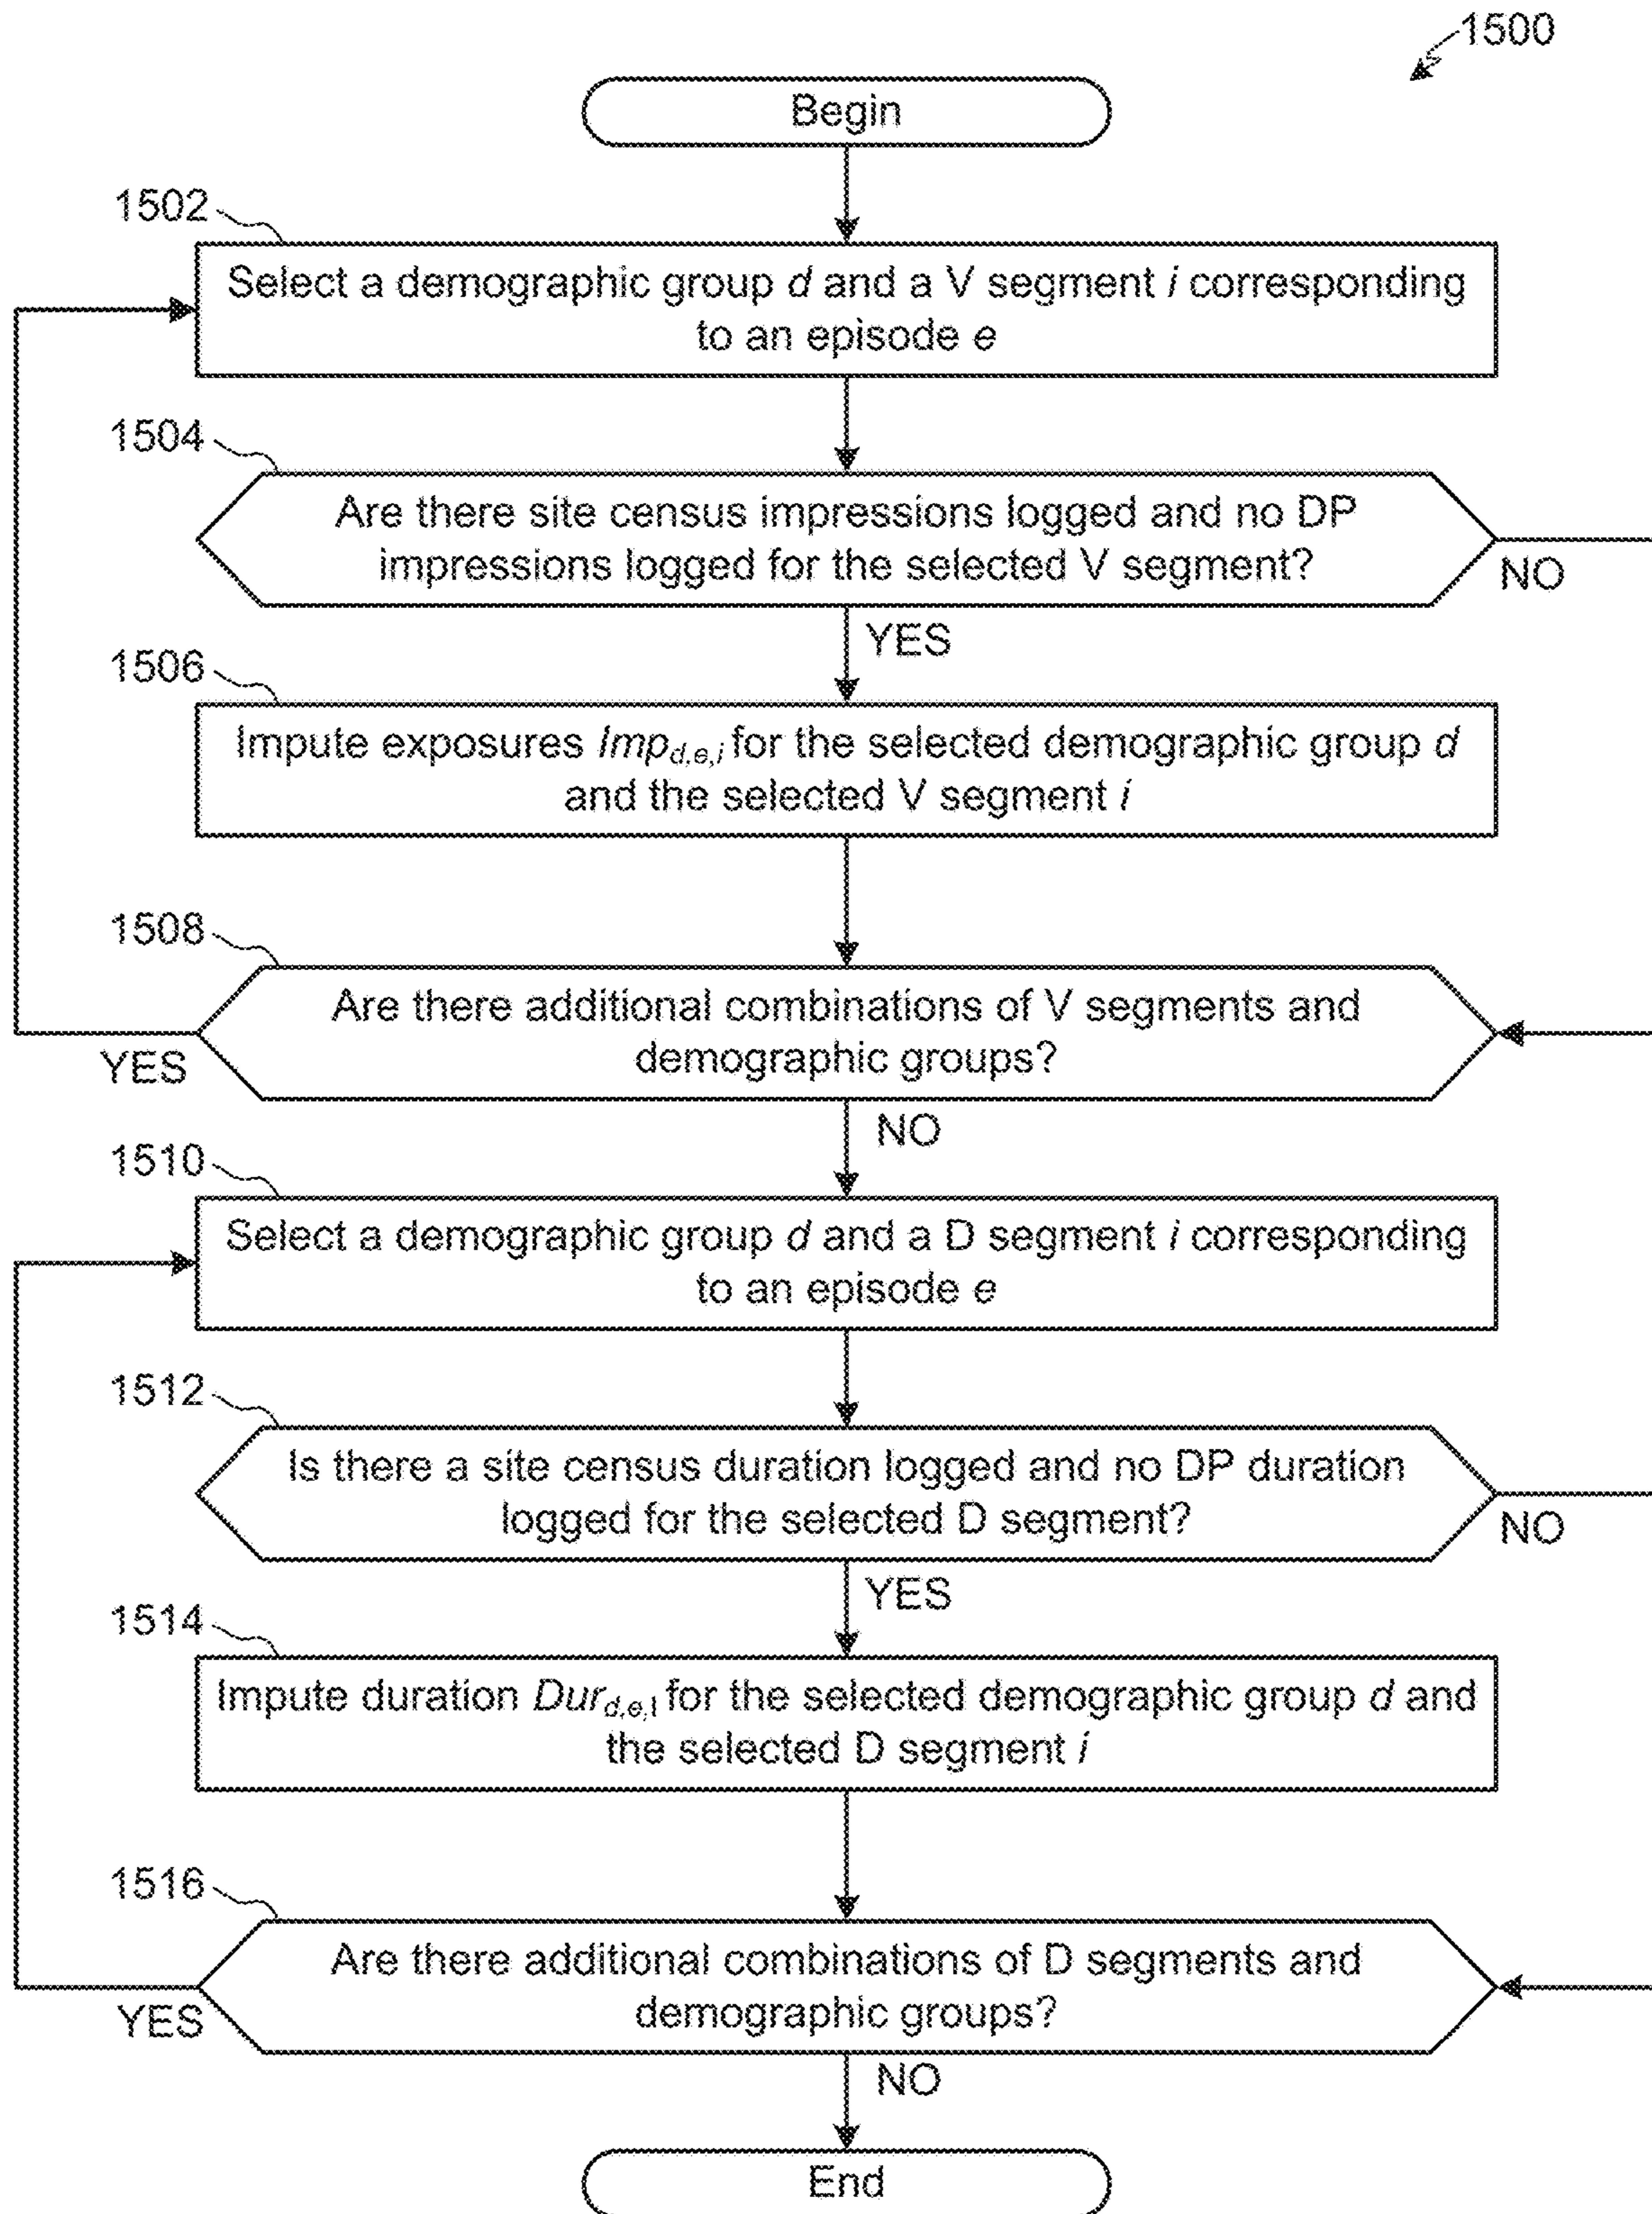 1500
Begin
1502
Select a demographic group d and a V segment i corresponding
to an episode e
1504
Are there site census impressions logged and no DP
impressions logged for the selected V segment?
NO
YES
1506
Impute exposures Imp d,e,i for the selected demographic group d
and the selected V segment i
1508
Are there additional combinations of V segments and
demographic groups?
YES
NO
1510
Select a demographic group d and a D segment i corresponding
to an episode e
1512
Is there a site census duration logged and no DP duration
logged for the selected D segment?
NO
YES
1514
Impute duration Dur d,e,i for the selected demographic group d and
the selected D segment i
1516
Are there additional combinations of D segments and
demographic groups?
YES
NO
End